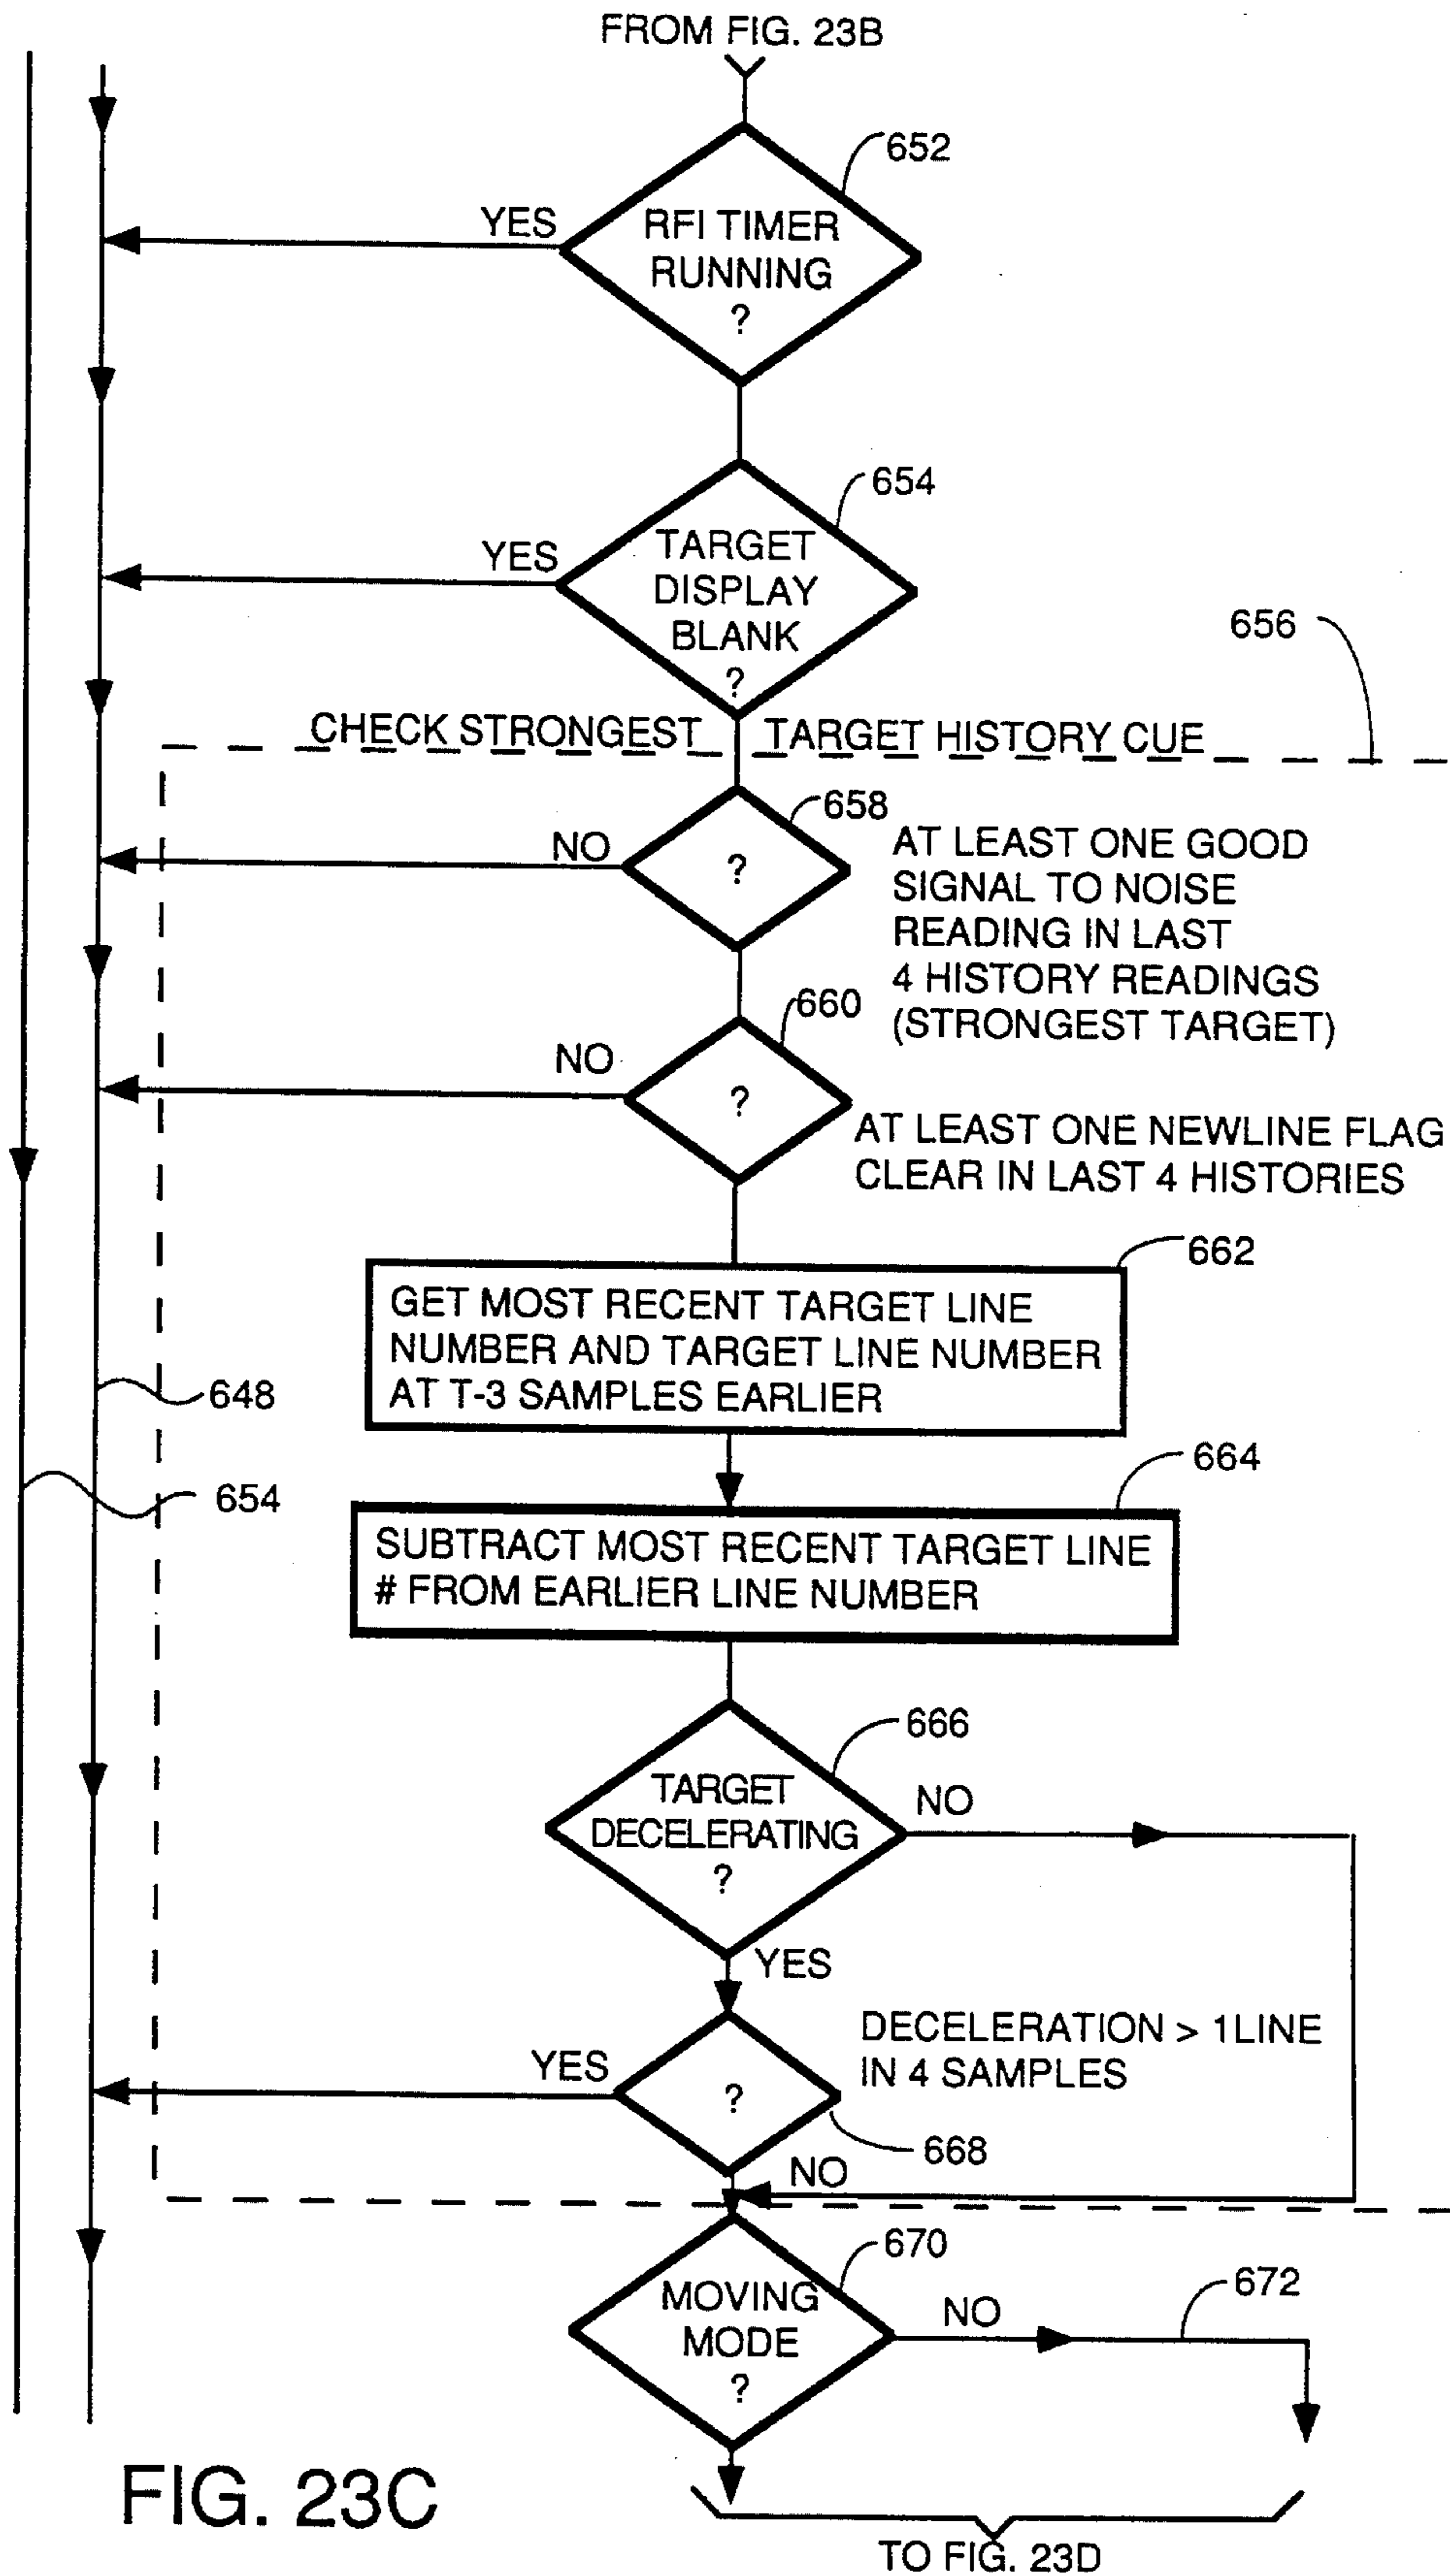 FROM FIG. 23B
652
YES
RFI TIMER
RUNNING
?
654
YES
TARGET
DISPLAY
BLANK
?
656
CHECK STRONGEST TARGET HISTORY CUE
658
NO
?
AT LEAST ONE GOOD
SIGNAL TO NOISE
READING IN LAST
4 HISTORY READINGS
(STRONGEST TARGET)
660
NO
?
AT LEAST ONE NEWLINE FLAG
CLEAR IN LAST 4 HISTORIES
662
GET MOST RECENT TARGET LINE
NUMBER AND TARGET LINE NUMBER
AT T-3 SAMPLES EARLIER
648
664
654
SUBTRACT MOST RECENT TARGET LINE
# FROM EARLIER LINE NUMBER
666
TARGET
DECELERATING
?
NO
YES
DECELERATION > 1LINE
IN 4 SAMPLES
YES
?
668
NO
670
MOVING
MODE
?
NO
672
FIG. 23C
TO FIG. 23D